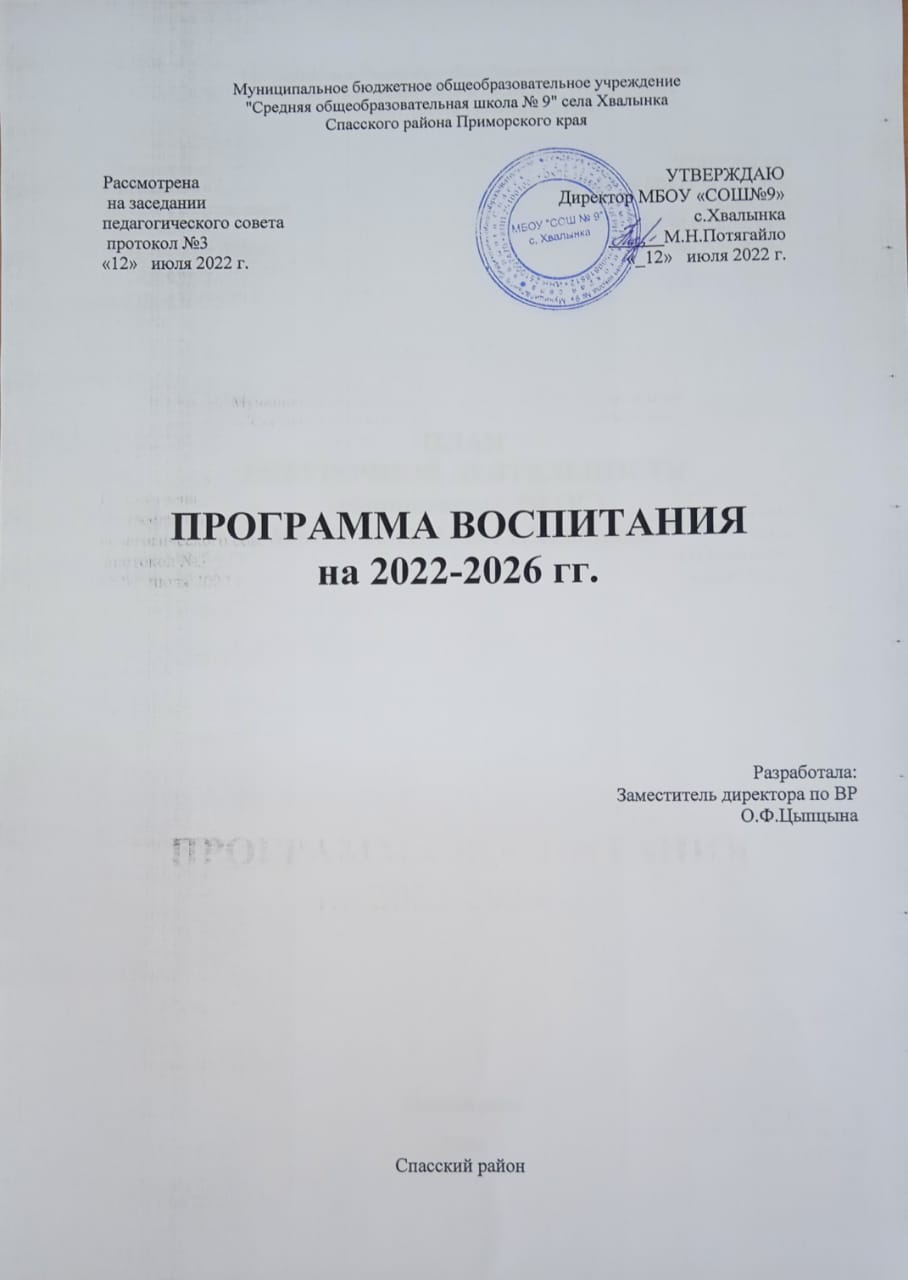 Муниципальное бюджетное общеобразовательное учреждение
"Средняя общеобразовательная школа № 9" села Хвалынка
Спасского района Приморского края
Рассмотрена
на заседании
педагогического совета
протокол №3
«12» июля 2022 г.
УТВЕРЖДАЮ
Директор МБОУ «СОШ№9»
с.Хвалынка
М.Н.Потягайло
«_12» июля 2022 г.
МБОУ "СОШ № 9"
с. Хвалынка
ПРОГРАММА ВОСПИТАНИЯ
на 2022-2026 гг.
Разработала:
Заместитель директора по ВР
О.Ф.Цыпцына
Спасский район